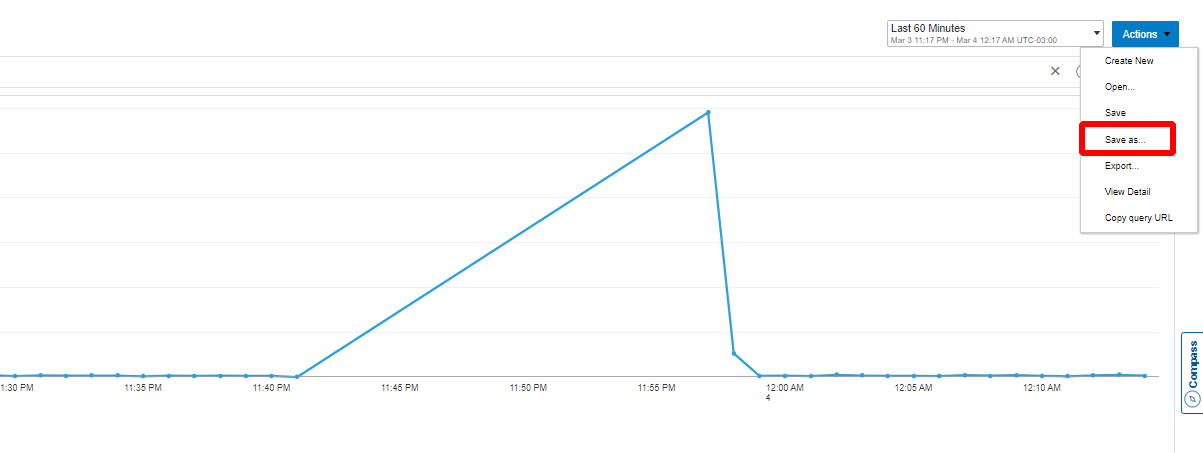 Last 60 Minutes
Mar 3 11:17 PM - Mar 4 12:17 AM UTC-03:00
Actions
Create New
Open...
Save
Save as...
Export...
View Detail
Copy query URL
1:30 PM
11:35 PM
11:40 PM
11:45 PM
11:50 PM
11:55 PM
12:00 AM
4
12:05 AM
12:10 AM
Compass